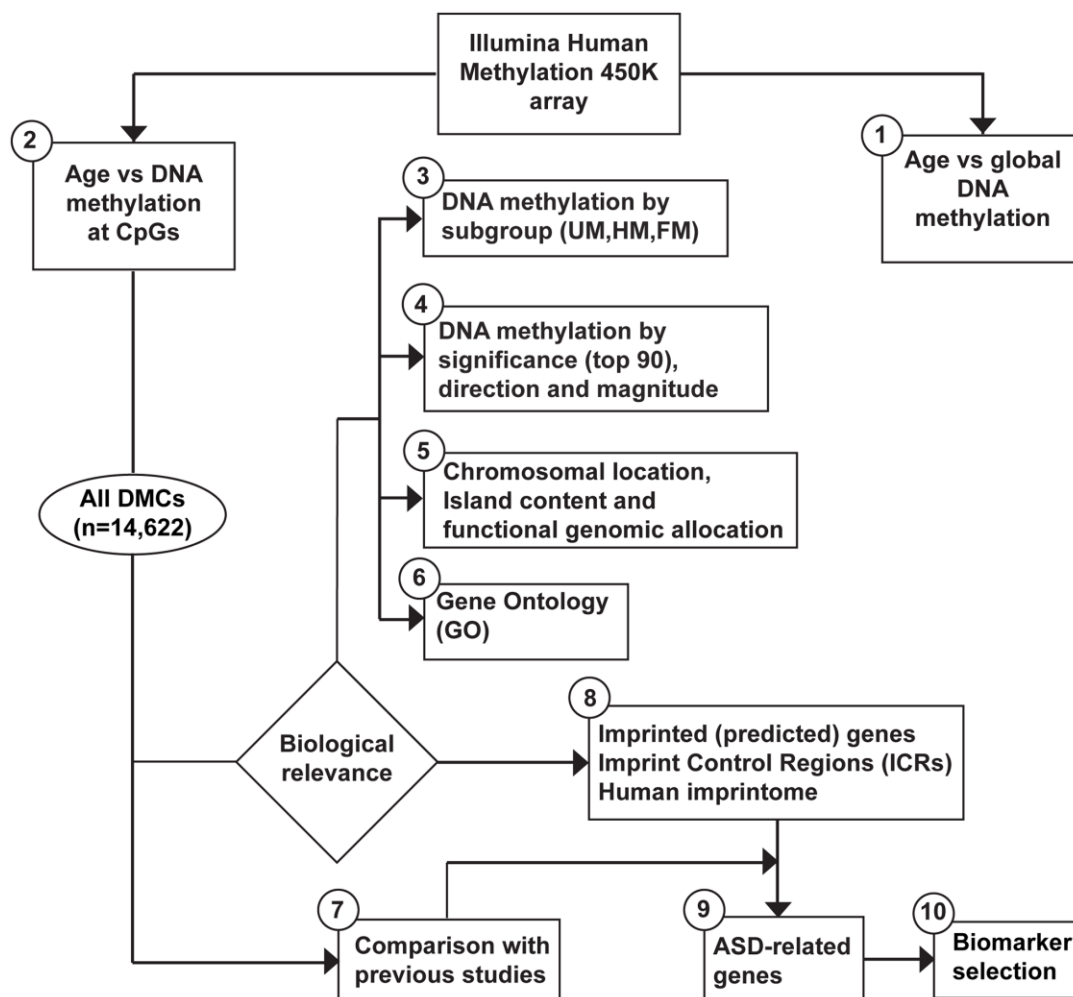 Illumina Human
Methylation 450K
array
2
Age vs DNA
methylation
at CpGs
1
Age vs global
DNA
methylation
3
DNA methylation by
subgroup (UM,HM,FM)
4
DNA methylation by
significance (top 90),
direction and magnitude
5
Chromosomal location,
Island content and
functional genomic allocation
All DMCs
(n=14,622)
6
Gene Ontology
(GO)
Biological
relevance
8
Imprinted (predicted) genes
Imprint Control Regions (ICRs)
Human imprintome
7
Comparison with
previous studies
9
ASD-related
genes
10
Biomarker
selection